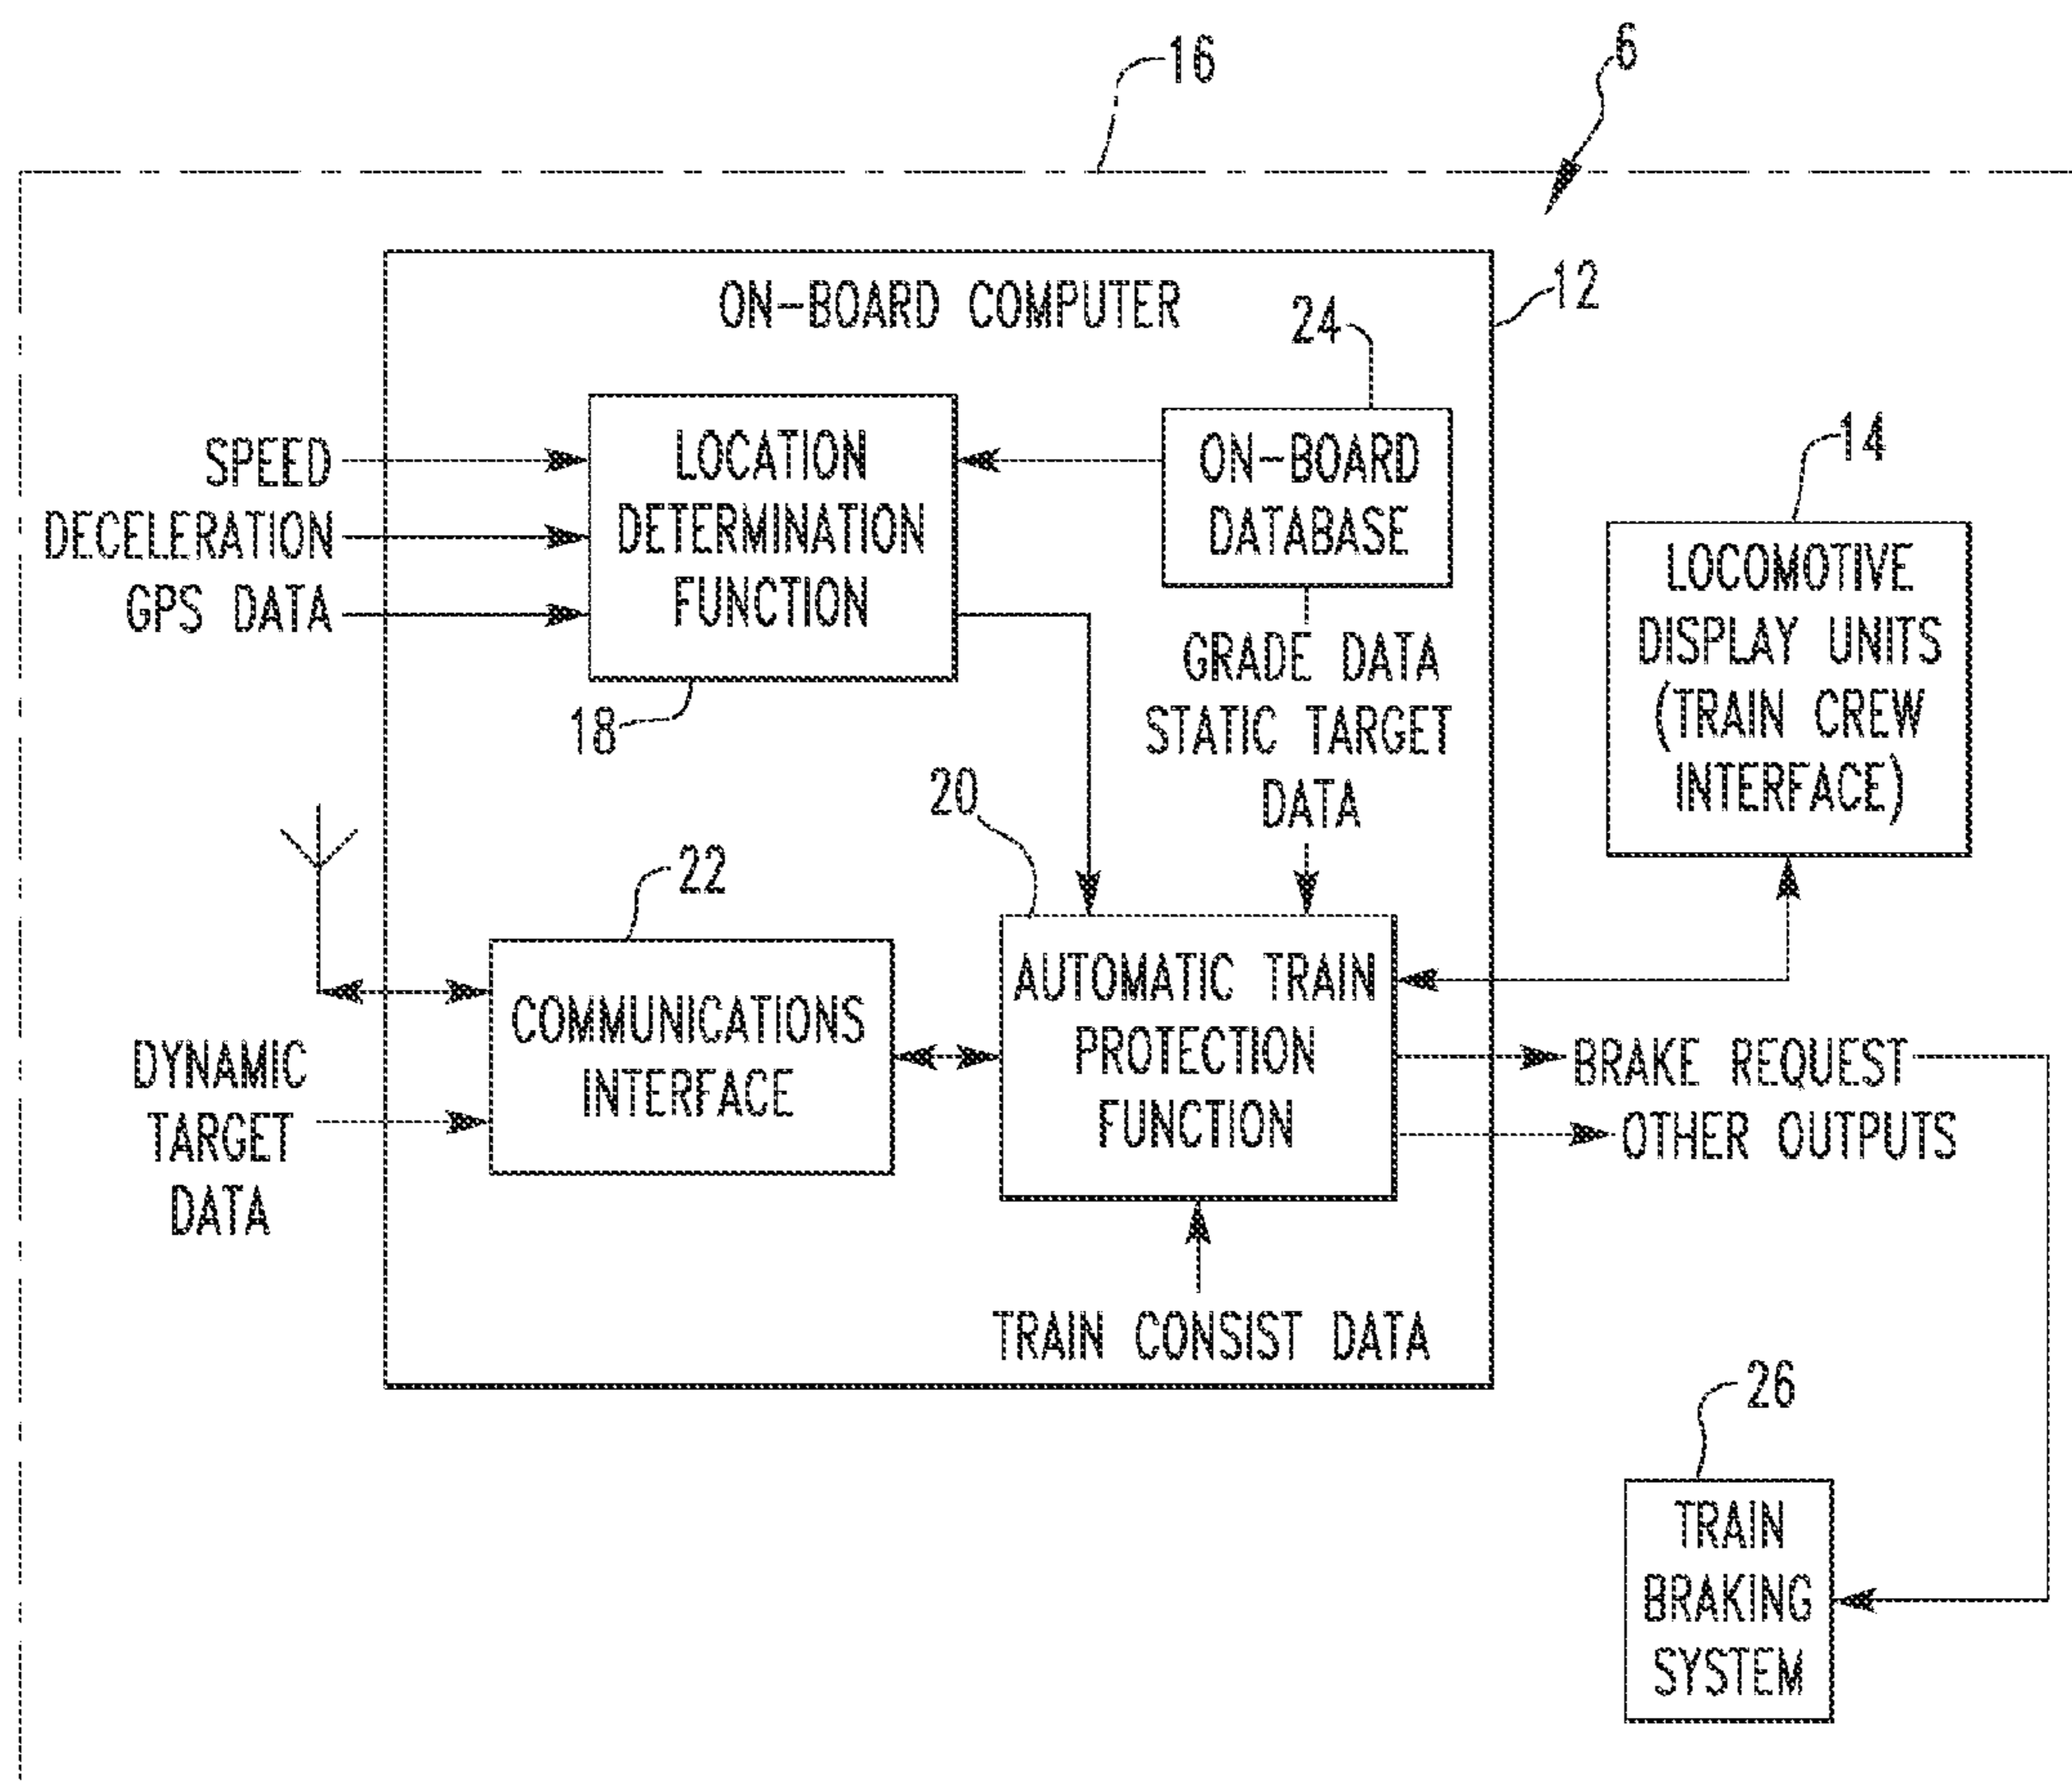 16
6
ON-BOARD COMPUTER
12
24
SPEED
DECELERATION
GPS DATA
LOCATION
DETERMINATION
FUNCTION
18
ON-BOARD
DATABASE
GRADE DATA
STATIC TARGET
DATA
14
LOCOMOTIVE
DISPLAY UNITS
(TRAIN CREW
INTERFACE)
20
22
COMMUNICATIONS
INTERFACE
DYNAMIC
TARGET
DATA
AUTOMATIC TRAIN
PROTECTION
FUNCTION
BRAKE REQUEST
OTHER OUTPUTS
TRAIN CONSIST DATA
26
TRAIN
BRAKING
SYSTEM